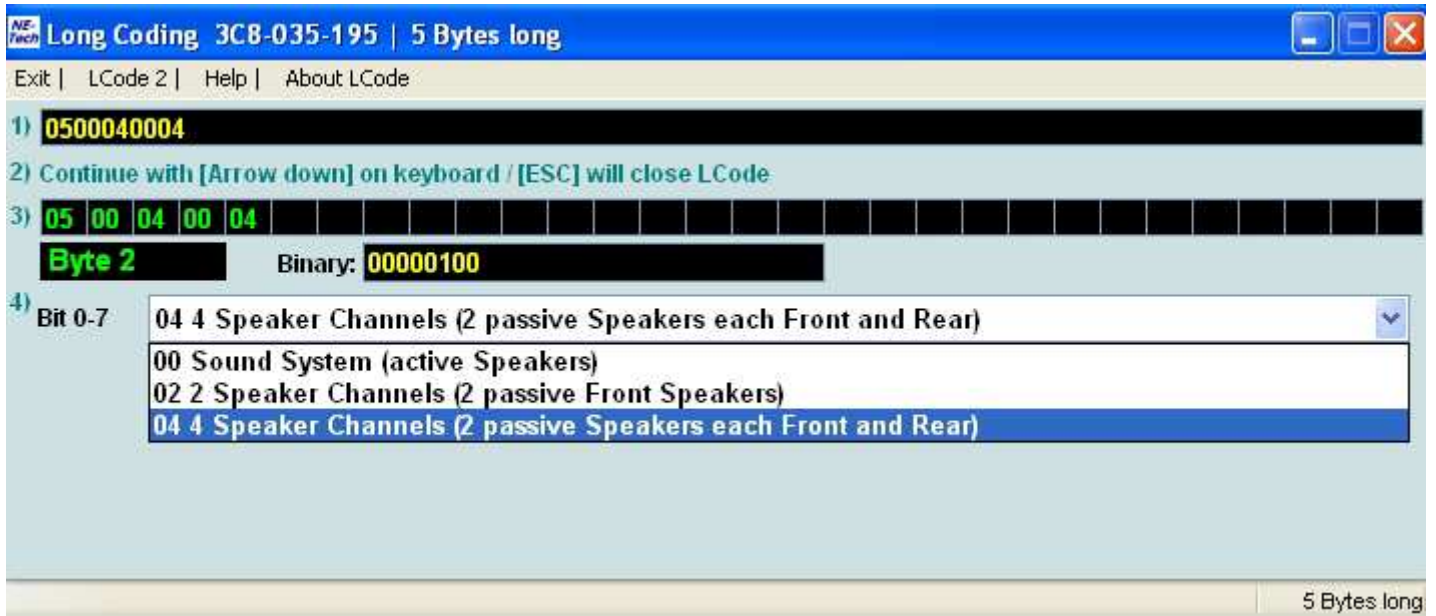 NE-Tech Long Coding 3C8-035-195 | 5 Bytes long
Exit | LCode 2 | Help | About LCode
1) 0500040004
2) Continue with [Arrow down] on keyboard / [ESC] will close LCode
3) 05 00 04 00 04
Byte 2 Binary: 00000100
4) Bit 0-7 04 4 Speaker Channels (2 passive Speakers each Front and Rear)
00 Sound System (active Speakers)
02 2 Speaker Channels (2 passive Front Speakers)
04 4 Speaker Channels (2 passive Speakers each Front and Rear)
5 Bytes long